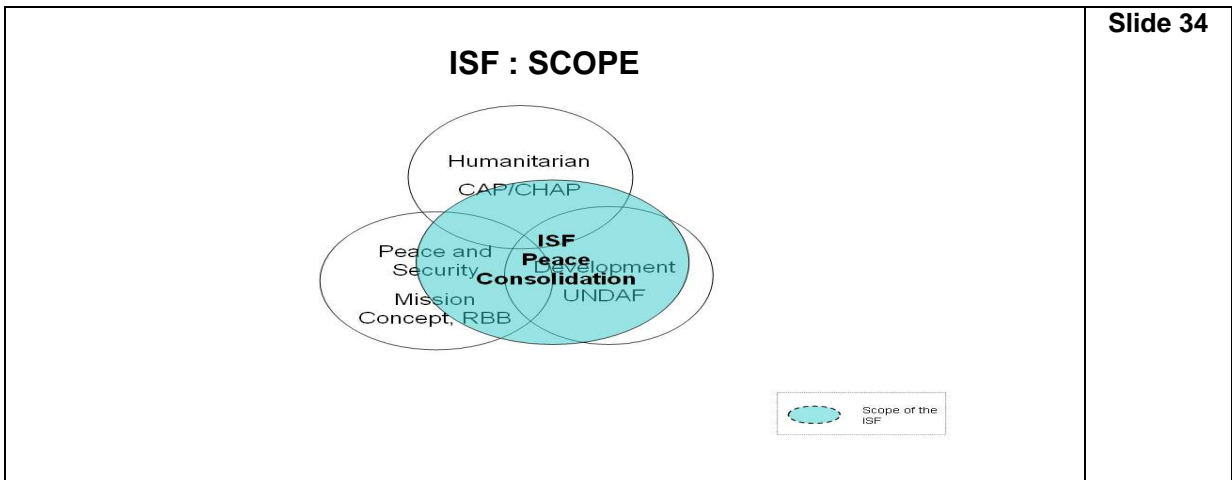 Slide 34
ISF : SCOPE
Humanitarian
CAP/CHAP
Peace and
Security
Mission
Concept, RBB
ISF
Peace
Consolidation
Development
UNDAF
Scope of the
ISF